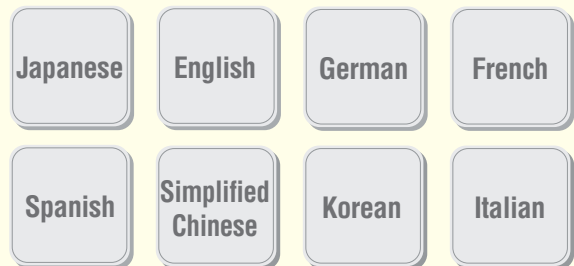 Japanese
English
German
French
Spanish
Simplified
Chinese
Korean
Italian